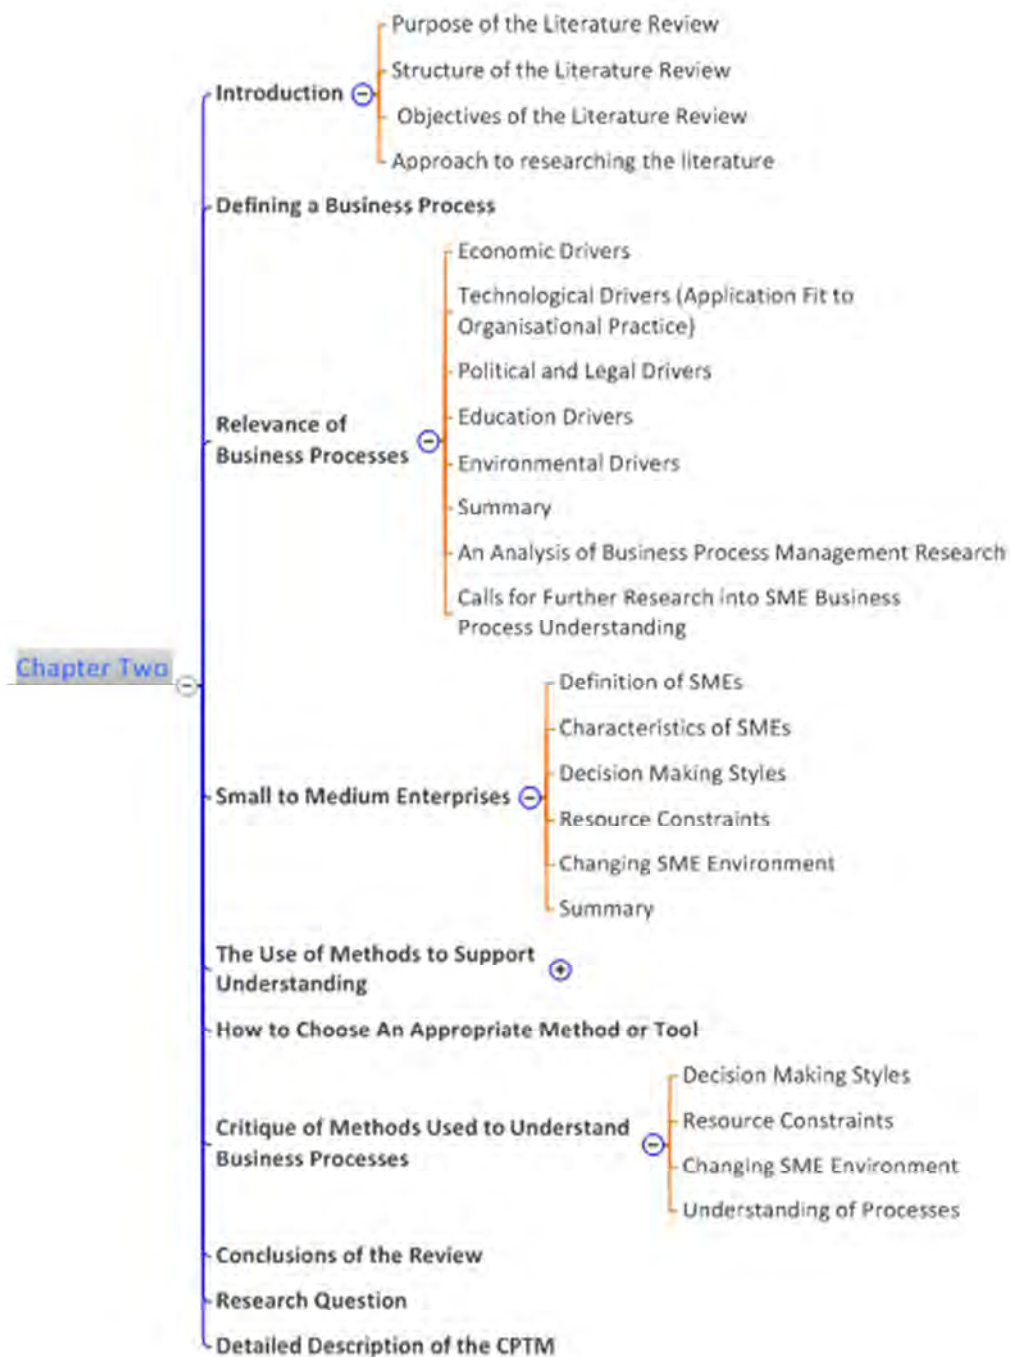 Purpose of the Literature Review
Structure of the Literature Review
Introduction
Objectives of the Literature Review
Approach to researching the literature
Defining a Business Process
Economic Drivers
Technological Drivers (Application Fit to
Organisational Practice)
Political and Legal Drivers
Education Drivers
Relevance of
Business Processes
Environmental Drivers
Summary
An Analysis of Business Process Management Research
Calls for Further Research into SME Business
Process Understanding
Chapter Two
Definition of SMEs
Characteristics of SMEs
Decision Making Styles
Small to Medium Enterprises
Resource Constraints
Changing SME Environment
Summary
The Use of Methods to Support
Understanding
How to Choose An Appropriate Method or Tool
Decision Making Styles
Resource Constraints
Critique of Methods Used to Understand
Business Processes
Changing SME Environment
Understanding of Processes
Conclusions of the Review
Research Question
Detailed Description of the CPTM